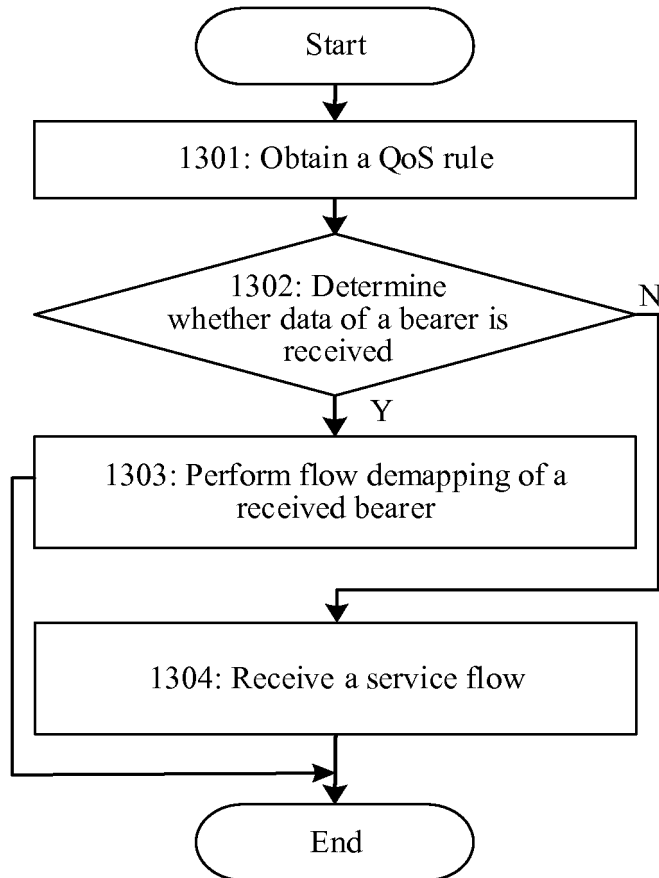 Start
1301: Obtain a QoS rule
1302: Determine
whether data of a bearer is
received
N
Y
1303: Perform flow demapping of a
received bearer
1304: Receive a service flow
End